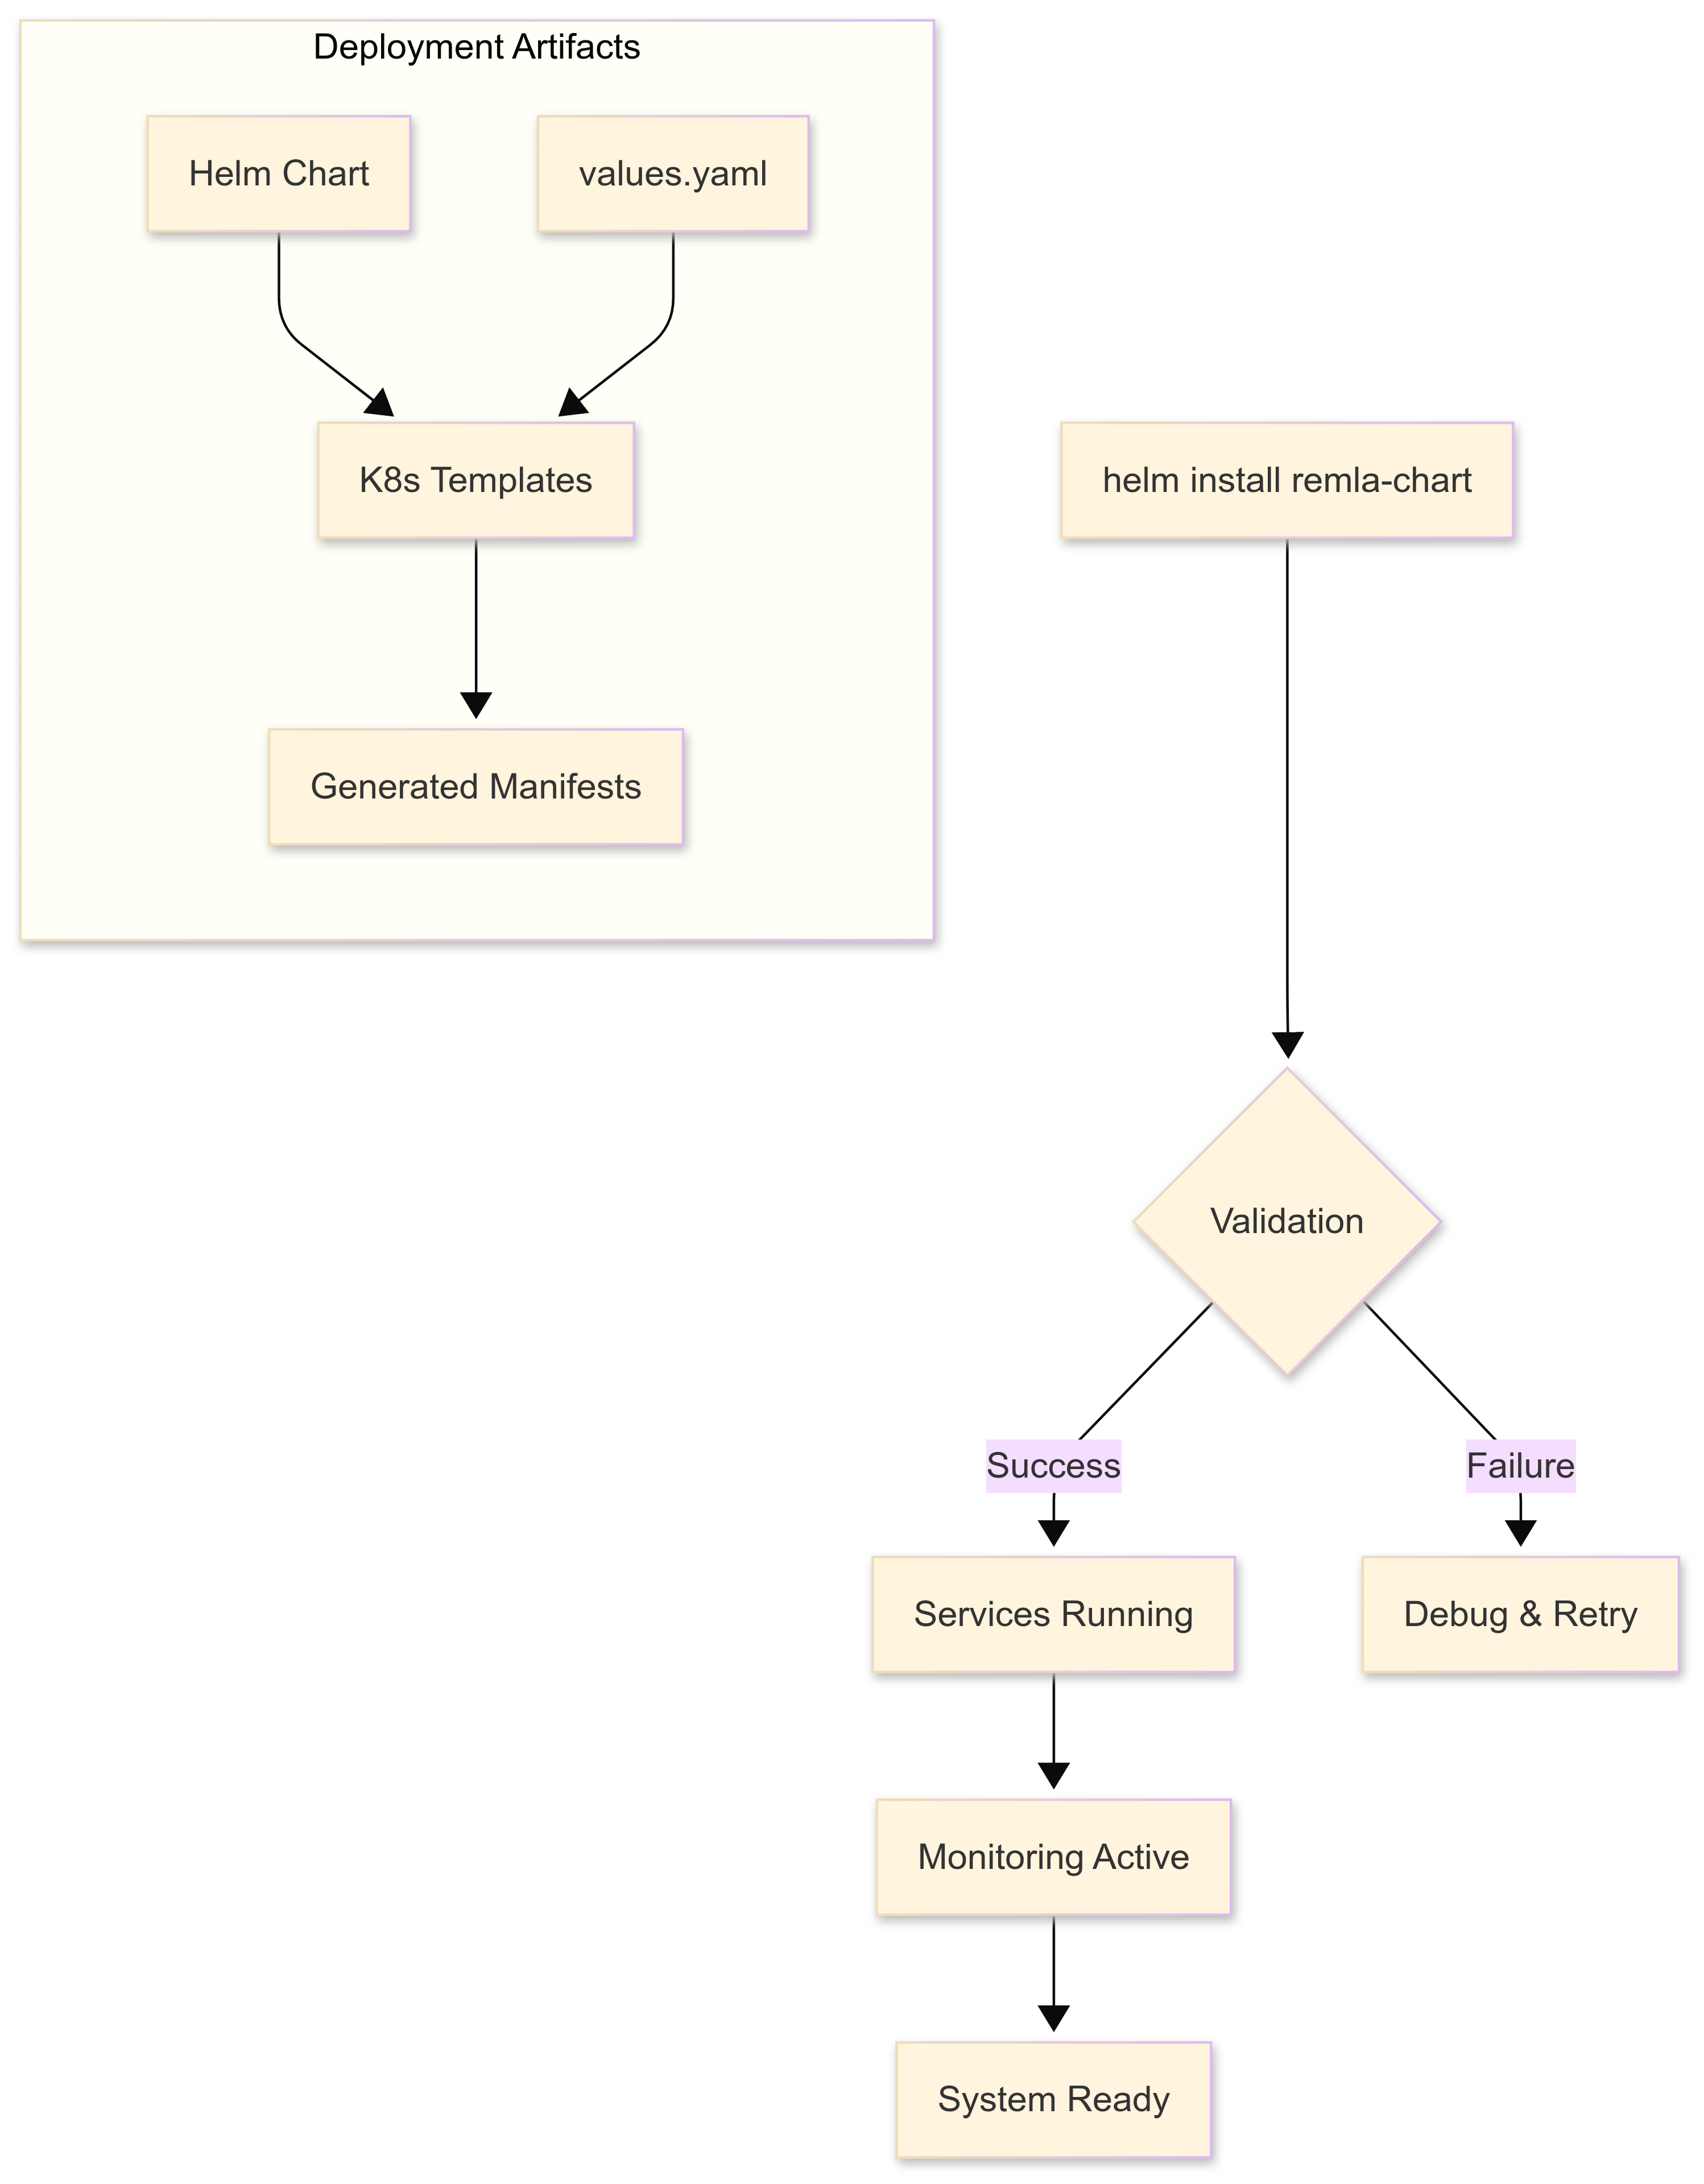 Deployment Artifacts
Helm Chart
values.yaml
K8s Templates
helm install remla-chart
Generated Manifests
Validation
Success
Failure
Services Running
Debug & Retry
Monitoring Active
System Ready